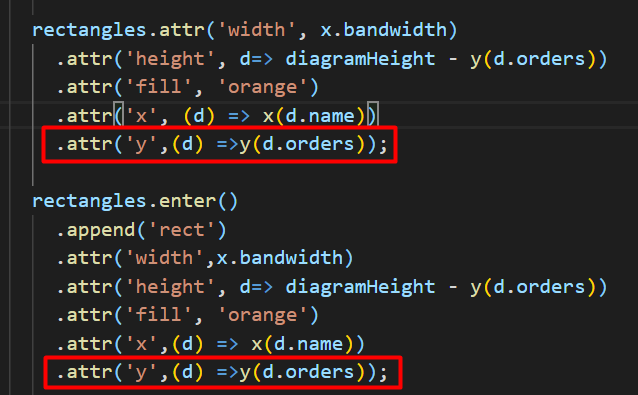 rectangles.attr('width', x.bandwidth)
.attr('height', d=> diagramHeight - y(d.orders))
.attr('fill', 'orange')
.attr('x', (d) => x(d.name))
.attr('y',(d) =>y(d.orders));
rectangles.enter()
.append('rect')
.attr('width',x.bandwidth)
.attr('height', d=> diagramHeight - y(d.orders))
.attr('fill', 'orange')
.attr('x',(d) => x(d.name))
.attr('y',(d) =>y(d.orders));